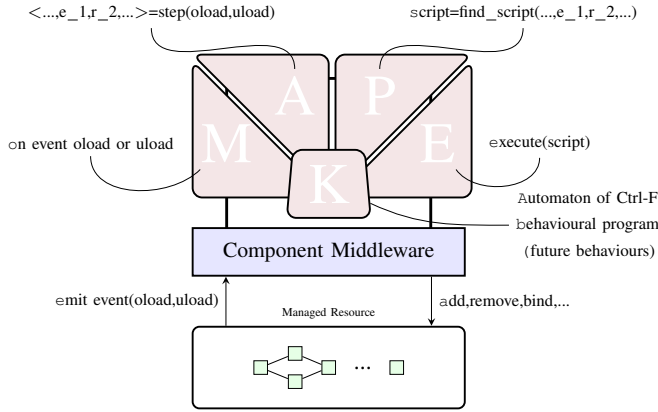 <...,e_1,r_2,...>=step(oload,uload)
script=find_script(...,e_1,r_2,...)
A
P
on event oload or uload
M
E
execute(script)
K
Automaton of Ctrl-F
behavioural program
(future behaviours)
Component Middleware
emit event(oload,uload)
add,remove,bind,...
Managed Resource
...